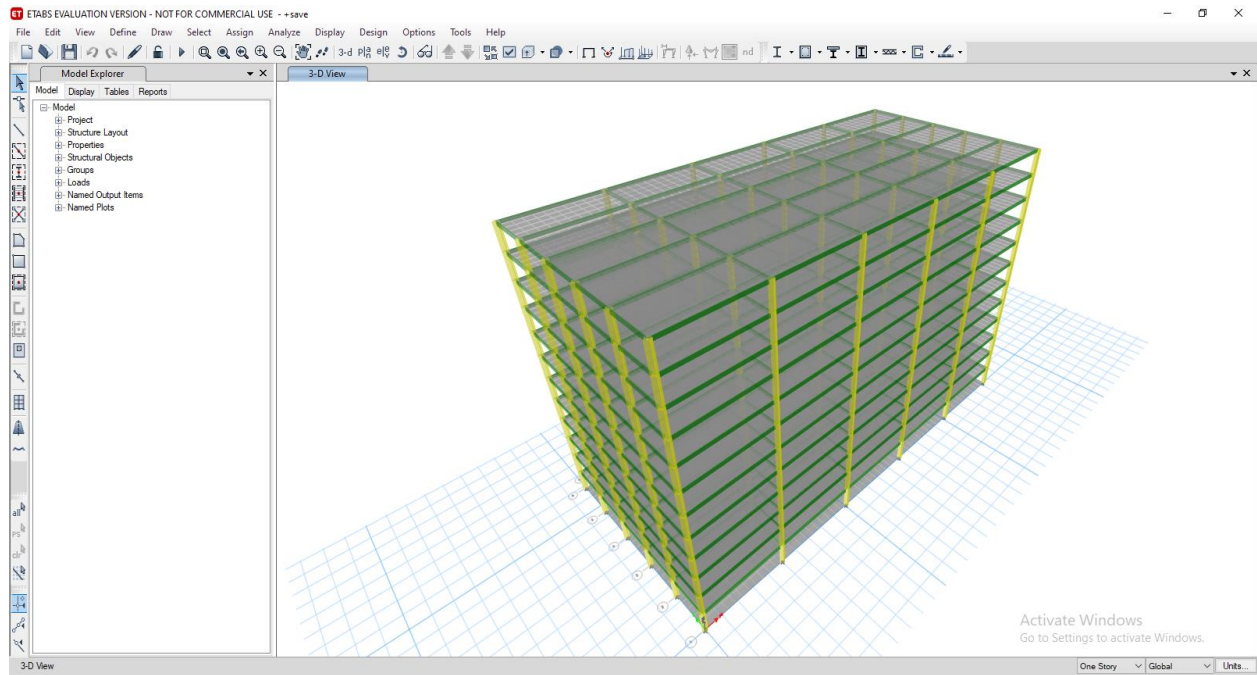 ETABS EVALUATION VERSION - NOT FOR COMMERCIAL USE - +save
File Edit View Define Draw Select Assign Analyze Display Design Options Tools Help
3-d nd
Model Explorer
3-D View
Model Display Tables Reports
Model
Project
Structure Layout
Properties
Structural Objects
Groups
Loads
Named Output Items
Named Plots
all
ps
clr
Activate Windows
Go to Settings to activate Windows.
3-D View One Story Global Units...